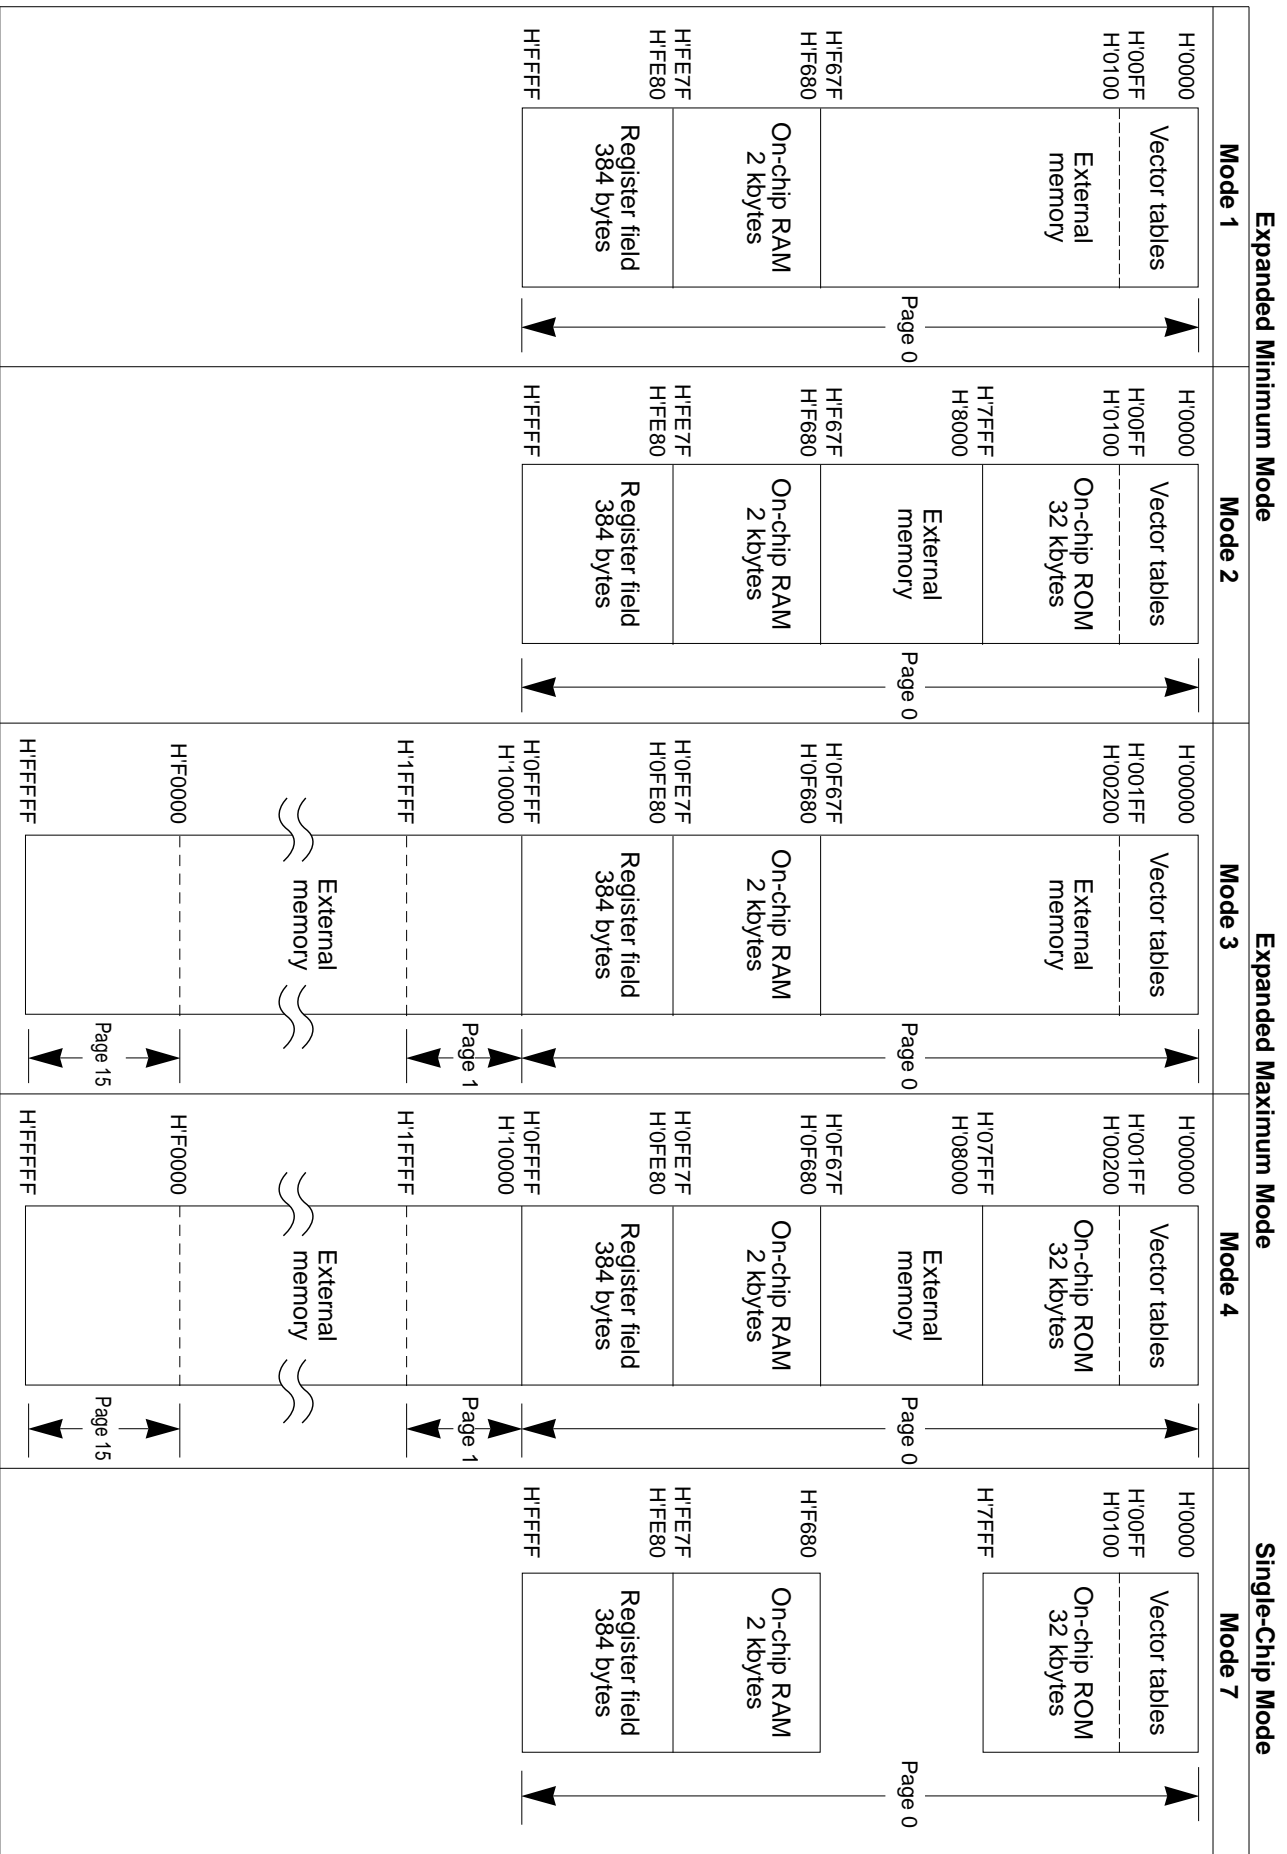 Expanded Minimum Mode
Expanded Maximum Mode
Single-Chip Mode
Mode 1
Mode 2
Mode 3
Mode 4
Mode 7
H'0000
H'00FF
H'0100
H'F67F
H'F680
H'FE7F
H'FE80
H'FFFF
Vector tables
External
memory
On-chip RAM
2 kbytes
Register field
384 bytes
Page 0
H'0000
H'00FF
H'0100
H'7FFF
H'8000
H'F67F
H'F680
H'FE7F
H'FE80
H'FFFF
Vector tables
On-chip ROM
32 kbytes
External
memory
On-chip RAM
2 kbytes
Register field
384 bytes
Page 0
H'00000
H'001FF
H'00200
H'0F67F
H'0F680
H'0FE7F
H'0FE80
H'0FFFF
H'10000
H'1FFFF
H'F0000
H'FFFFF
Vector tables
External
memory
On-chip RAM
2 kbytes
Register field
384 bytes
External
memory
Page 0
Page 1
Page 15
H'00000
H'001FF
H'00200
H'07FFF
H'08000
H'0F67F
H'0F680
H'0FE7F
H'0FE80
H'0FFFF
H'10000
H'1FFFF
H'F0000
H'FFFFF
Vector tables
On-chip ROM
32 kbytes
External
memory
On-chip RAM
2 kbytes
Register field
384 bytes
External
memory
Page 0
Page 1
Page 15
H'0000
H'00FF
H'0100
H'7FFF
H'F680
H'FE7F
H'FE80
H'FFFF
Vector tables
On-chip ROM
32 kbytes
On-chip RAM
2 kbytes
Register field
384 bytes
Page 0